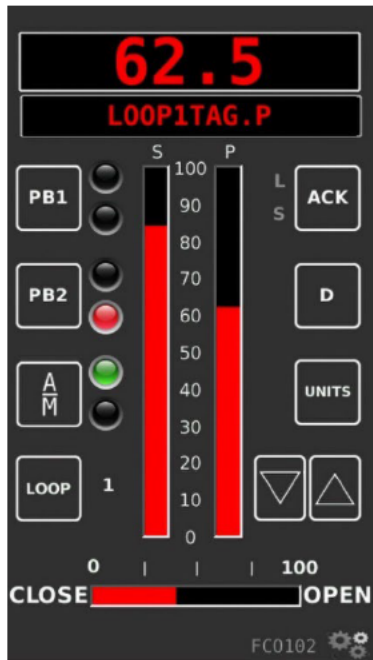 62.5
LOOP1TAG.P
S P
100
90
80
70
60
50
40
30
20
10
0
PB1
PB2
A
M
LOOP 1
L
S
ACK
D
UNITS
0 | | | 100
CLOSE OPEN
FC0102